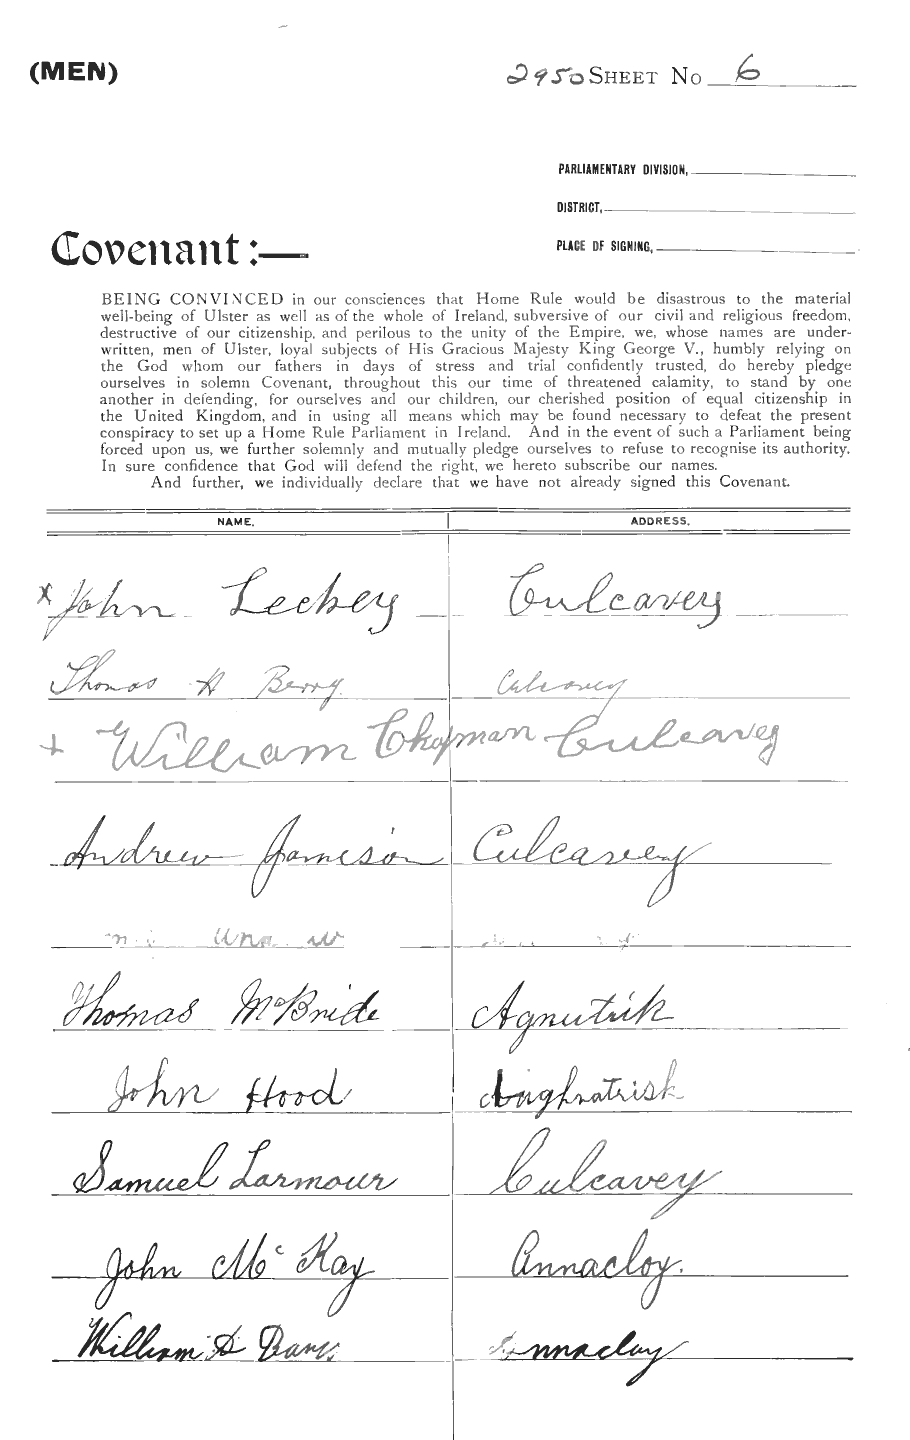 (MEN)
2950 SHEET No 6
PARLIAMENTARY DIVISION,
DISTRICT,
PLACE OF SIGNING,
Covenant :—
BEING CONVINCED in our consciences that Home Rule would be disastrous to the material
well-being of Ulster as well as of the whole of Ireland, subversive of our civil and religious freedom,
destructive of our citizenship, and perilous to the unity of the Empire, we, whose names are under-
written, men of Ulster, loyal subjects of His Gracious Majesty King George V., humbly relying on
the God whom our fathers in days of stress and trial confidently trusted, do hereby pledge
ourselves in solemn Covenant, throughout this our time of threatened calamity, to stand by one
another in defending, for ourselves and our children, our cherished position of equal citizenship in
the United Kingdom, and in using all means which may be found necessary to defeat the present
conspiracy to set up a Home Rule Parliament in Ireland. And in the event of such a Parliament being
forced upon us, we further solemnly and mutually pledge ourselves to refuse to recognise its authority.
In sure confidence that God will defend the right, we hereto subscribe our names.
And further, we individually declare that we have not already signed this Covenant.
NAME. ADDRESS.
x John Leckey Culcavey
Thomas H Berry Culcavey
+ William Chapman Culcavey
Andrew Jameson Culcavey
Thomas McBride Agnutrik
John Hood Aughnatrisk
Samuel Larmour Culcavey
John McKay Annacloy.
William H Annacloy